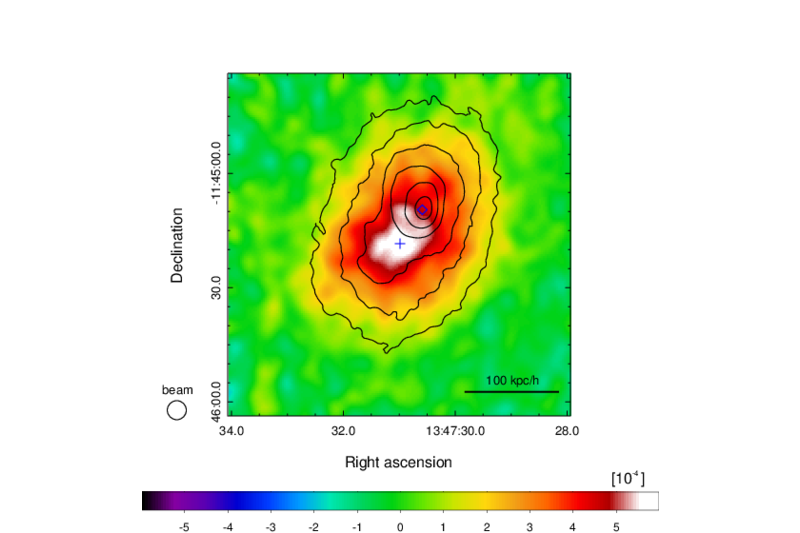 Declination
-11:45:00.0
30.0
46:00.0
100 kpc/h
beam
34.0 32.0 13:47:30.0 28.0
Right ascension
[10⁻⁴]
-5 -4 -3 -2 -1 0 1 2 3 4 5